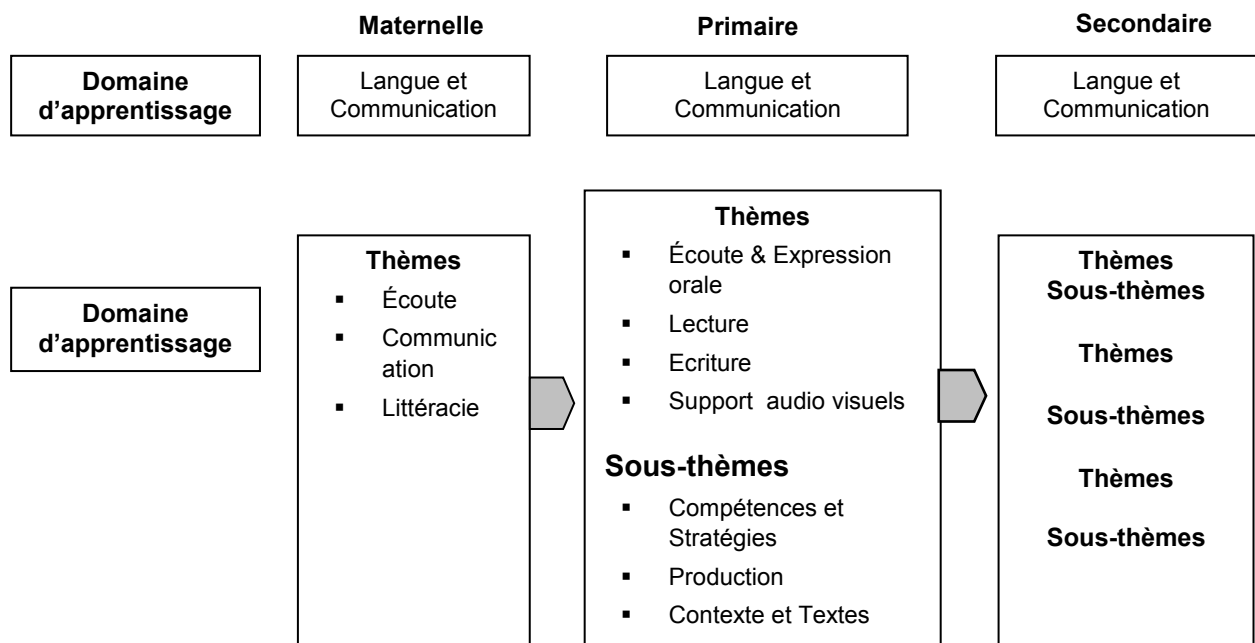 Maternelle
Primaire
Secondaire
Domaine
d’apprentissage
Langue et
Communication
Langue et
Communication
Langue et
Communication
Domaine
d’apprentissage
Thèmes
▪ Écoute
▪ Communic
ation
▪ Littéracie
Thèmes
▪ Écoute & Expression
orale
▪ Lecture
▪ Ecriture
▪ Support audio visuels
Sous-thèmes
▪ Compétences et
Stratégies
▪ Production
▪ Contexte et Textes
Thèmes
Sous-thèmes
Thèmes
Sous-thèmes
Thèmes
Sous-thèmes